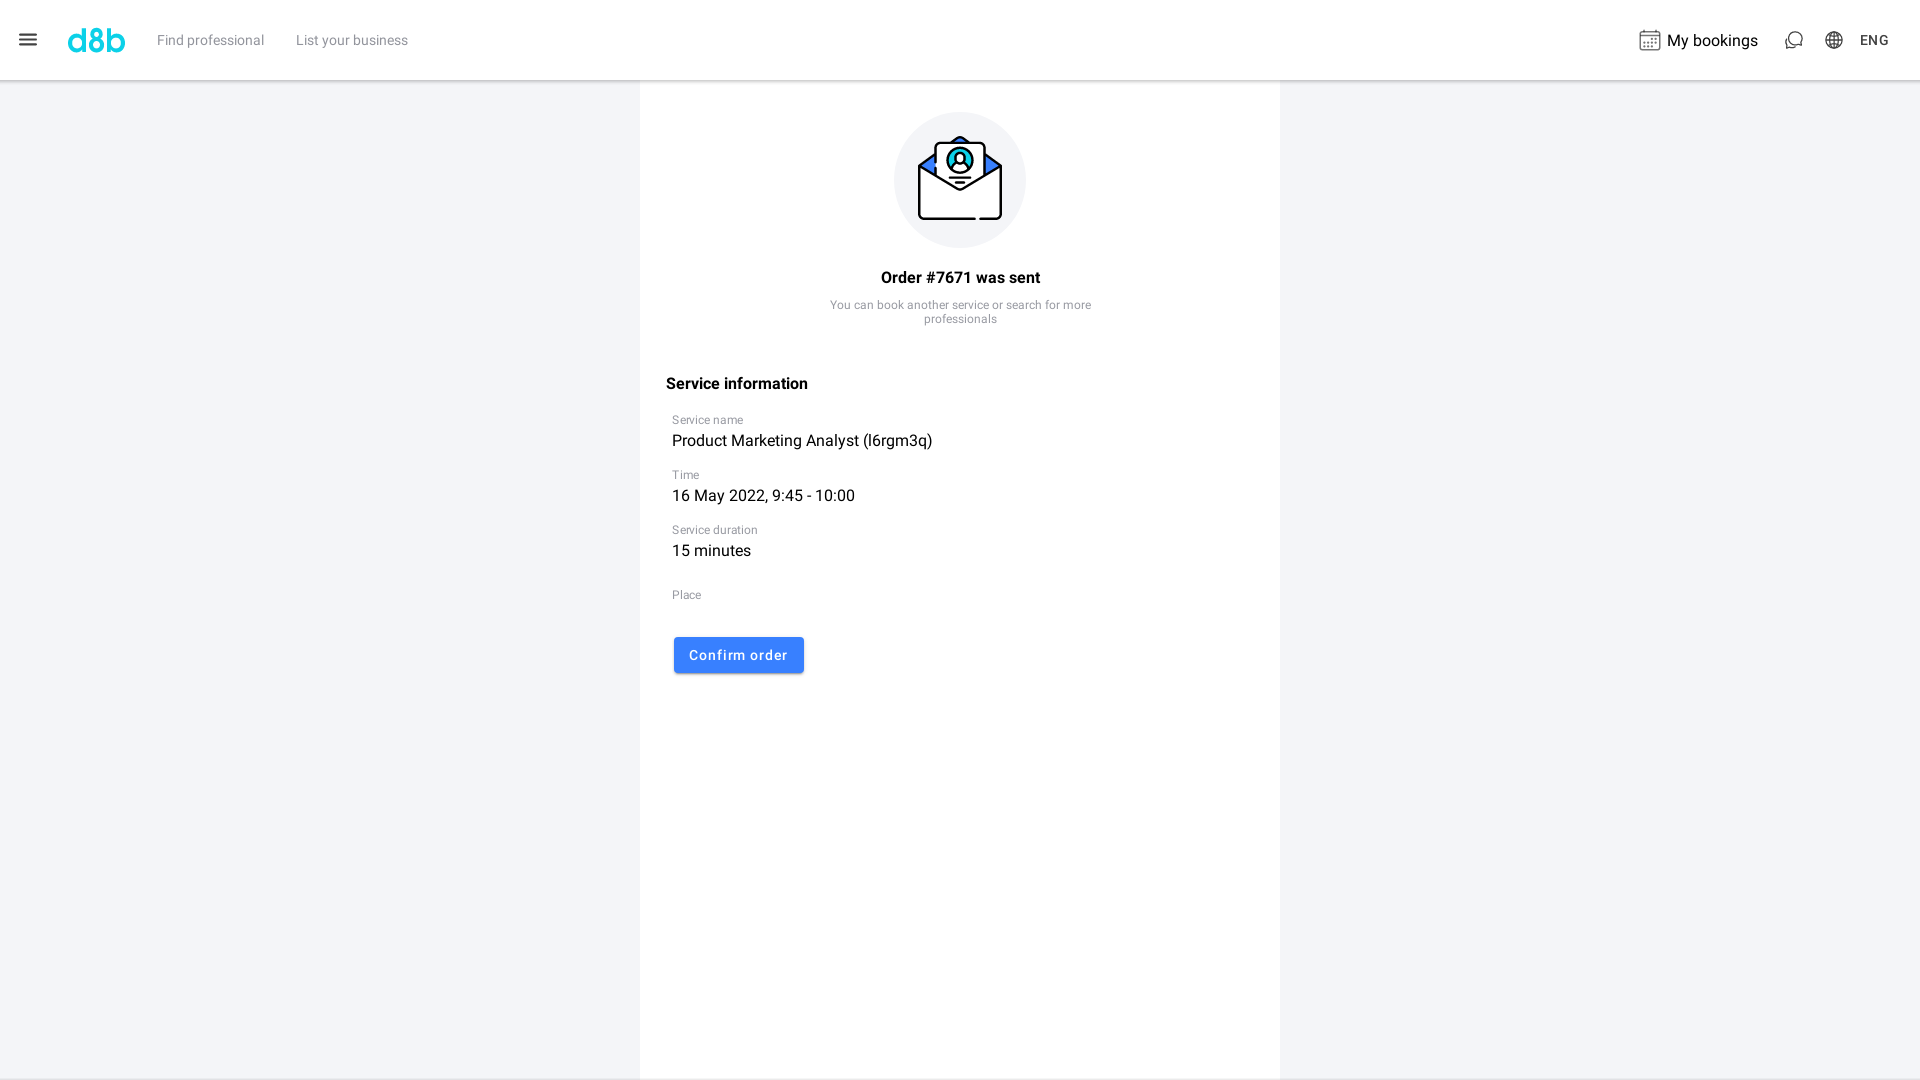 d8b
Find professional
List your business
My bookings
ENG
Order #7671 was sent
You can book another service or search for more
professionals
Service information
Service name
Product Marketing Analyst (l6rgm3q)
Time
16 May 2022, 9:45 - 10:00
Service duration
15 minutes
Place
Confirm order